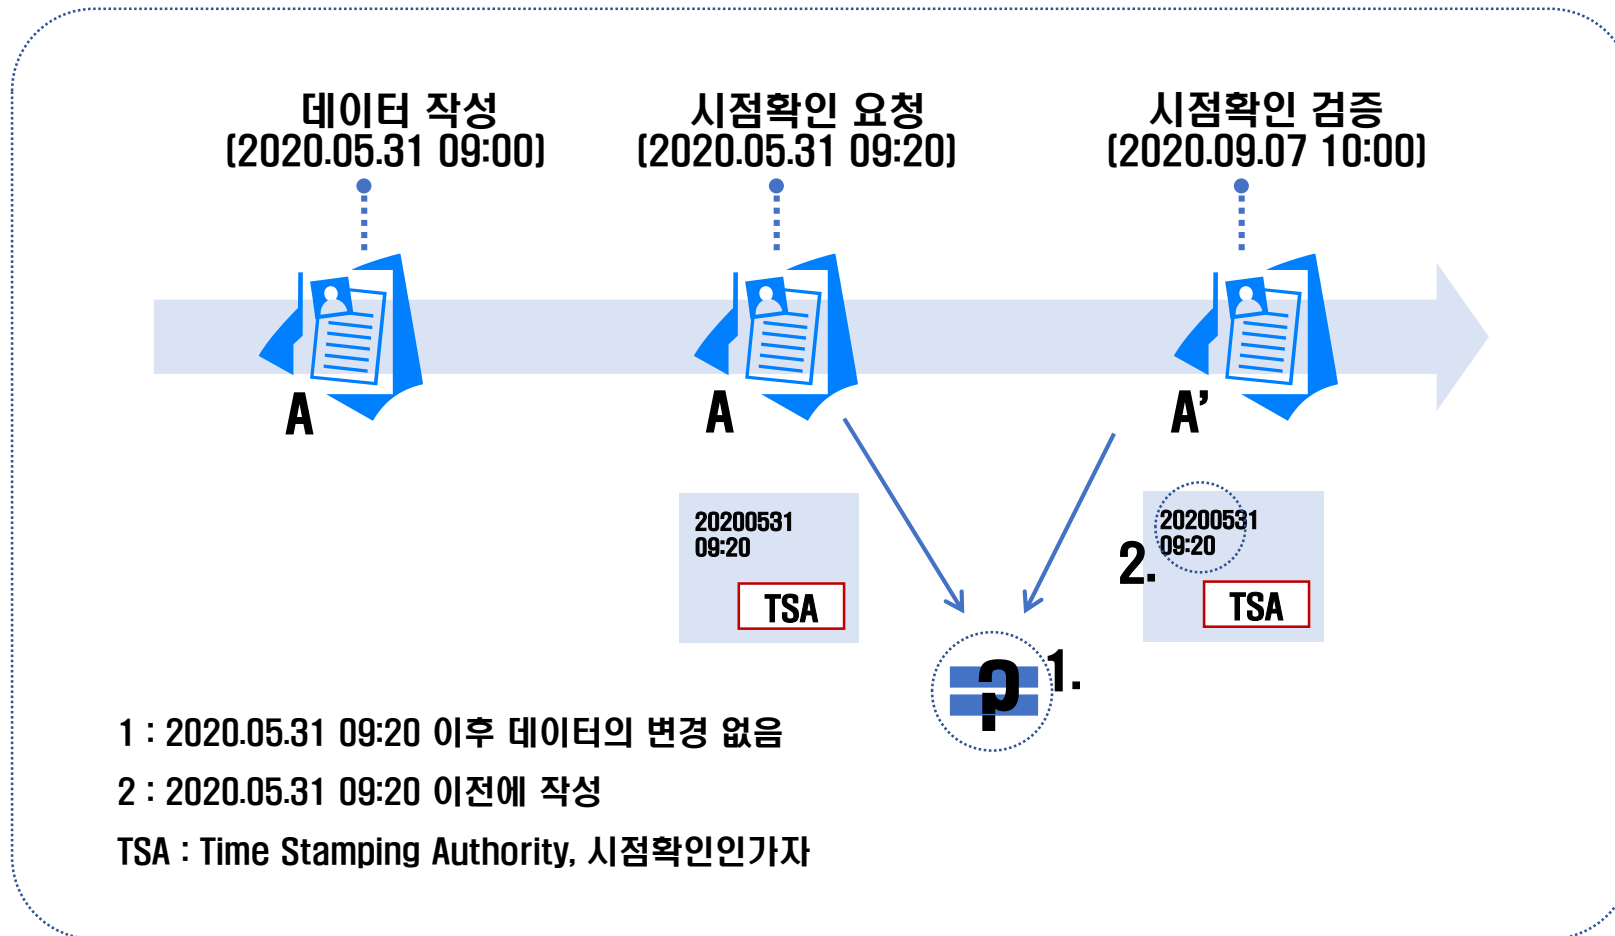 데이터 작성
(2020.05.31 09:00)
시점확인 요청
(2020.05.31 09:20)
시점확인 검증
(2020.09.07 10:00)
A
A
A’
20200531
09:20
TSA
2.
20200531
09:20
TSA
?
1.
1 : 2020.05.31 09:20 이후 데이터의 변경 없음
2 : 2020.05.31 09:20 이전에 작성
TSA : Time Stamping Authority, 시점확인인가자